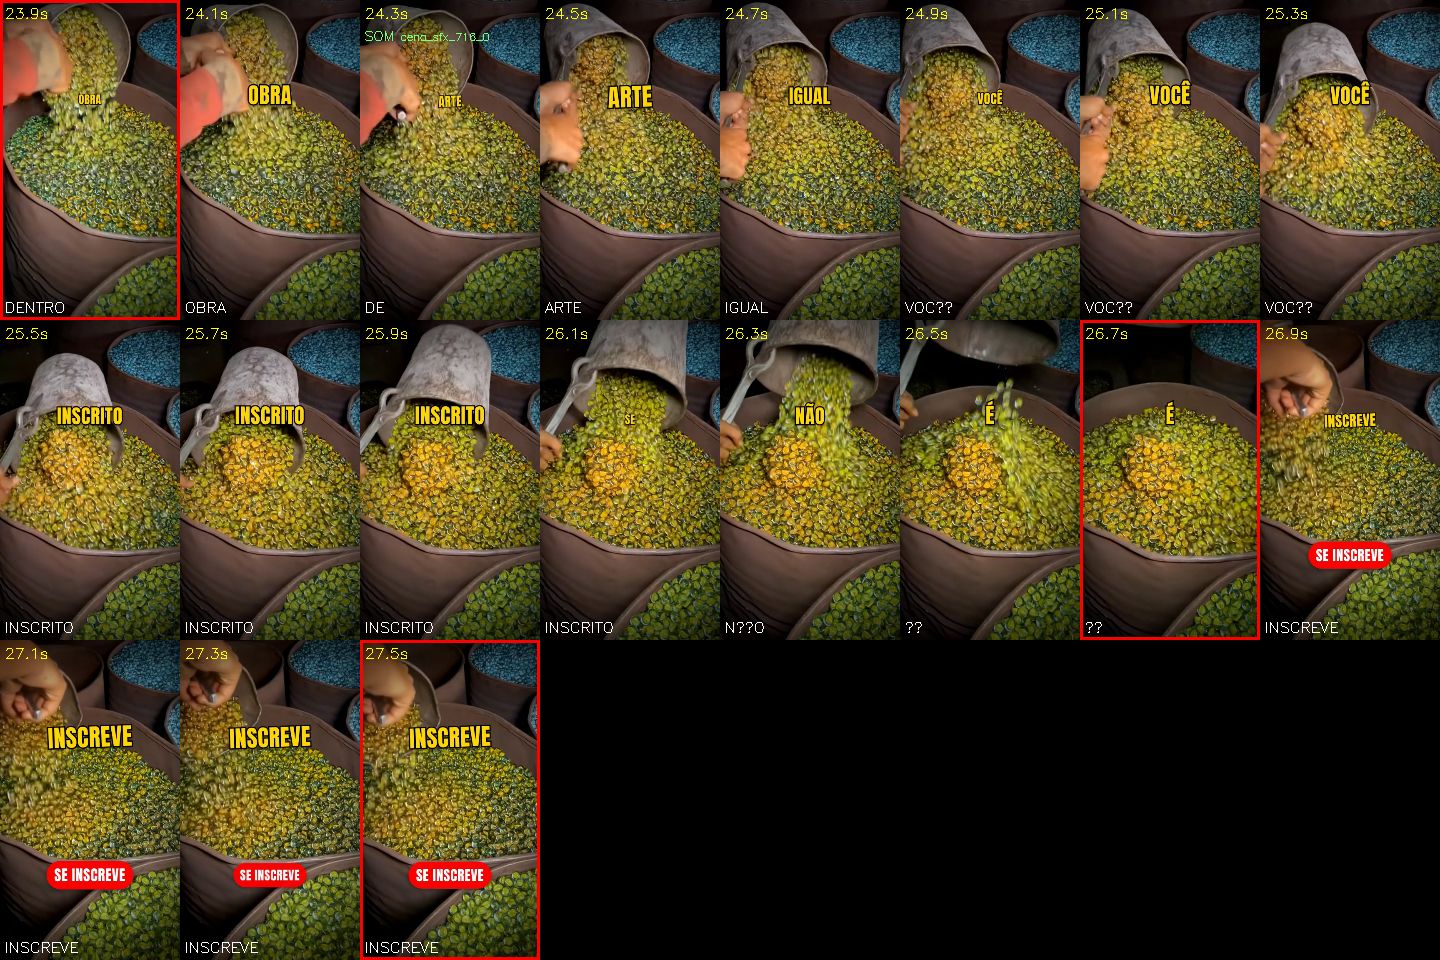 23.9s
OBRA
DENTRO
24.1s
OBRA
OBRA
24.3s
SOM cena_sfx_716_0
ARTE
DE
24.5s
ARTE
ARTE
24.7s
IGUAL
IGUAL
24.9s
VOCÊ
VOC??
25.1s
VOCÊ
VOC??
25.3s
VOCÊ
VOC??
25.5s
INSCRITO
INSCRITO
25.7s
INSCRITO
INSCRITO
25.9s
INSCRITO
INSCRITO
26.1s
SE
INSCRITO
26.3s
NÃO
N??O
26.5s
É
??
26.7s
É
??
26.9s
INSCREVE
SE INSCREVE
INSCREVE
27.1s
INSCREVE
SE INSCREVE
INSCREVE
27.3s
INSCREVE
SE INSCREVE
INSCREVE
27.5s
INSCREVE
SE INSCREVE
INSCREVE